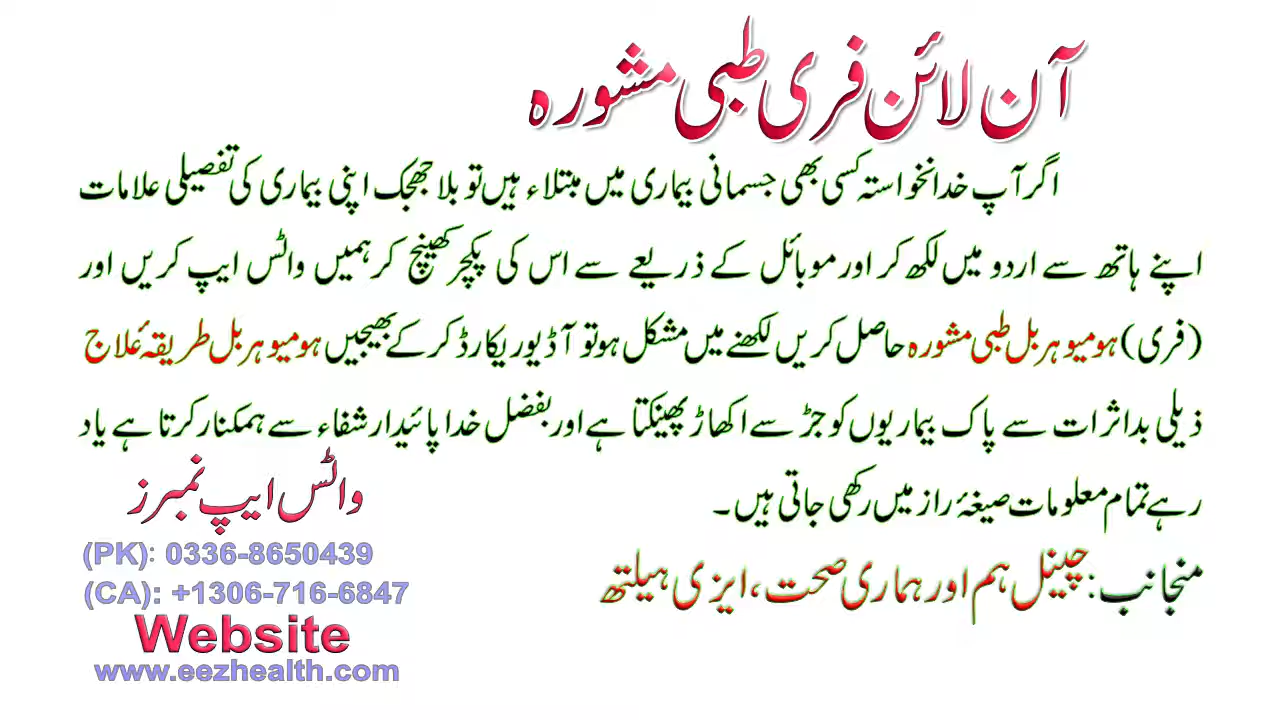 آن لائن فری طبی مشورہ
اگر آپ خدانخواستہ کسی بھی جسمانی بیماری میں مبتلاء ہیں تو بلا جھجک اپنی بیماری کی تفصیلی علامات
اپنے ہاتھ سے اردو میں لکھ کر اور موبائل کے ذریعے سے اس کی پکچر کھینچ کر ہمیں واٹس ایپ کریں اور
(فری) ہومیو ہربل طبی مشورہ حاصل کریں لکھنے میں مشکل ہو تو آڈیو ریکارڈ کر کے بھیجیں ہومیو ہربل طریقہ علاج
ذیلی بداثرات سے پاک بیماریوں کو جڑ سے اکھاڑ پھینکتا ہے اور بفضل خدا پائیدار شفاء سے ہمکنار کرتا ہے یاد
رہے تمام معلومات صیغۂ راز میں رکھی جاتی ہیں۔
منجانب: چینل ہم اور ہماری صحت، ایزی ہیلتھ
واٹس ایپ نمبرز
(PK): 0336-8650439
(CA): +1306-716-6847
Website
www.eezhealth.com